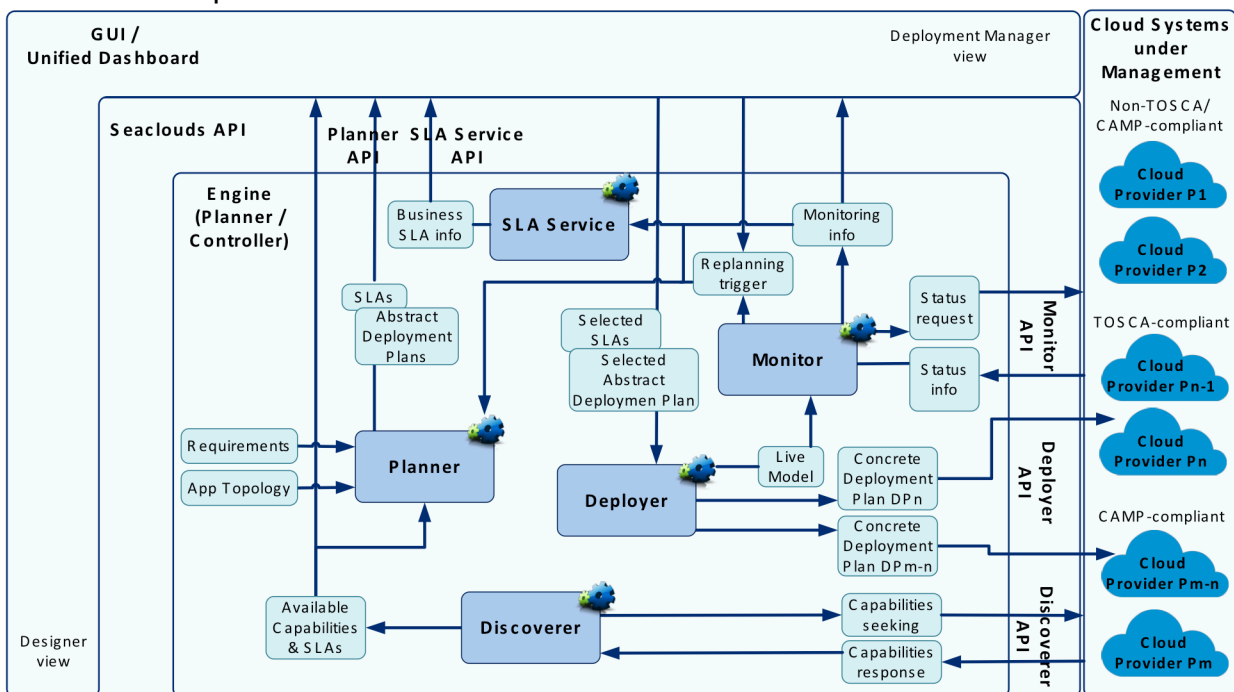 GUI /
Unified Dashboard
Deployment Manager
view
Cloud Systems
under
Management
Seaclouds API
Planner
API
SLA Service
API
Non-TOSCA/
CAMP-compliant
Cloud
Provider P1
Cloud
Provider P2
Engine
(Planner /
Controller)
Business
SLA info
SLA Service
Monitoring
info
Replanning
trigger
SLAs
Abstract
Deployment
Plans
Selected
SLAs
Selected
Abstract
Deploymen Plan
Monitor
Status
request
Status
info
Monitor
API
TOSCA-compliant
Cloud
Provider Pn-1
Cloud
Provider Pn
Requirements
App Topology
Planner
Deployer
Live
Model
Concrete
Deployment
Plan DPn
Concrete
Deployment
Plan DPm-n
Deployer
API
CAMP-compliant
Cloud
Provider Pm-n
Cloud
Provider Pm
Available
Capabilities
& SLAs
Discoverer
Capabilities
seeking
Capabilities
response
Discoverer
API
Designer
view